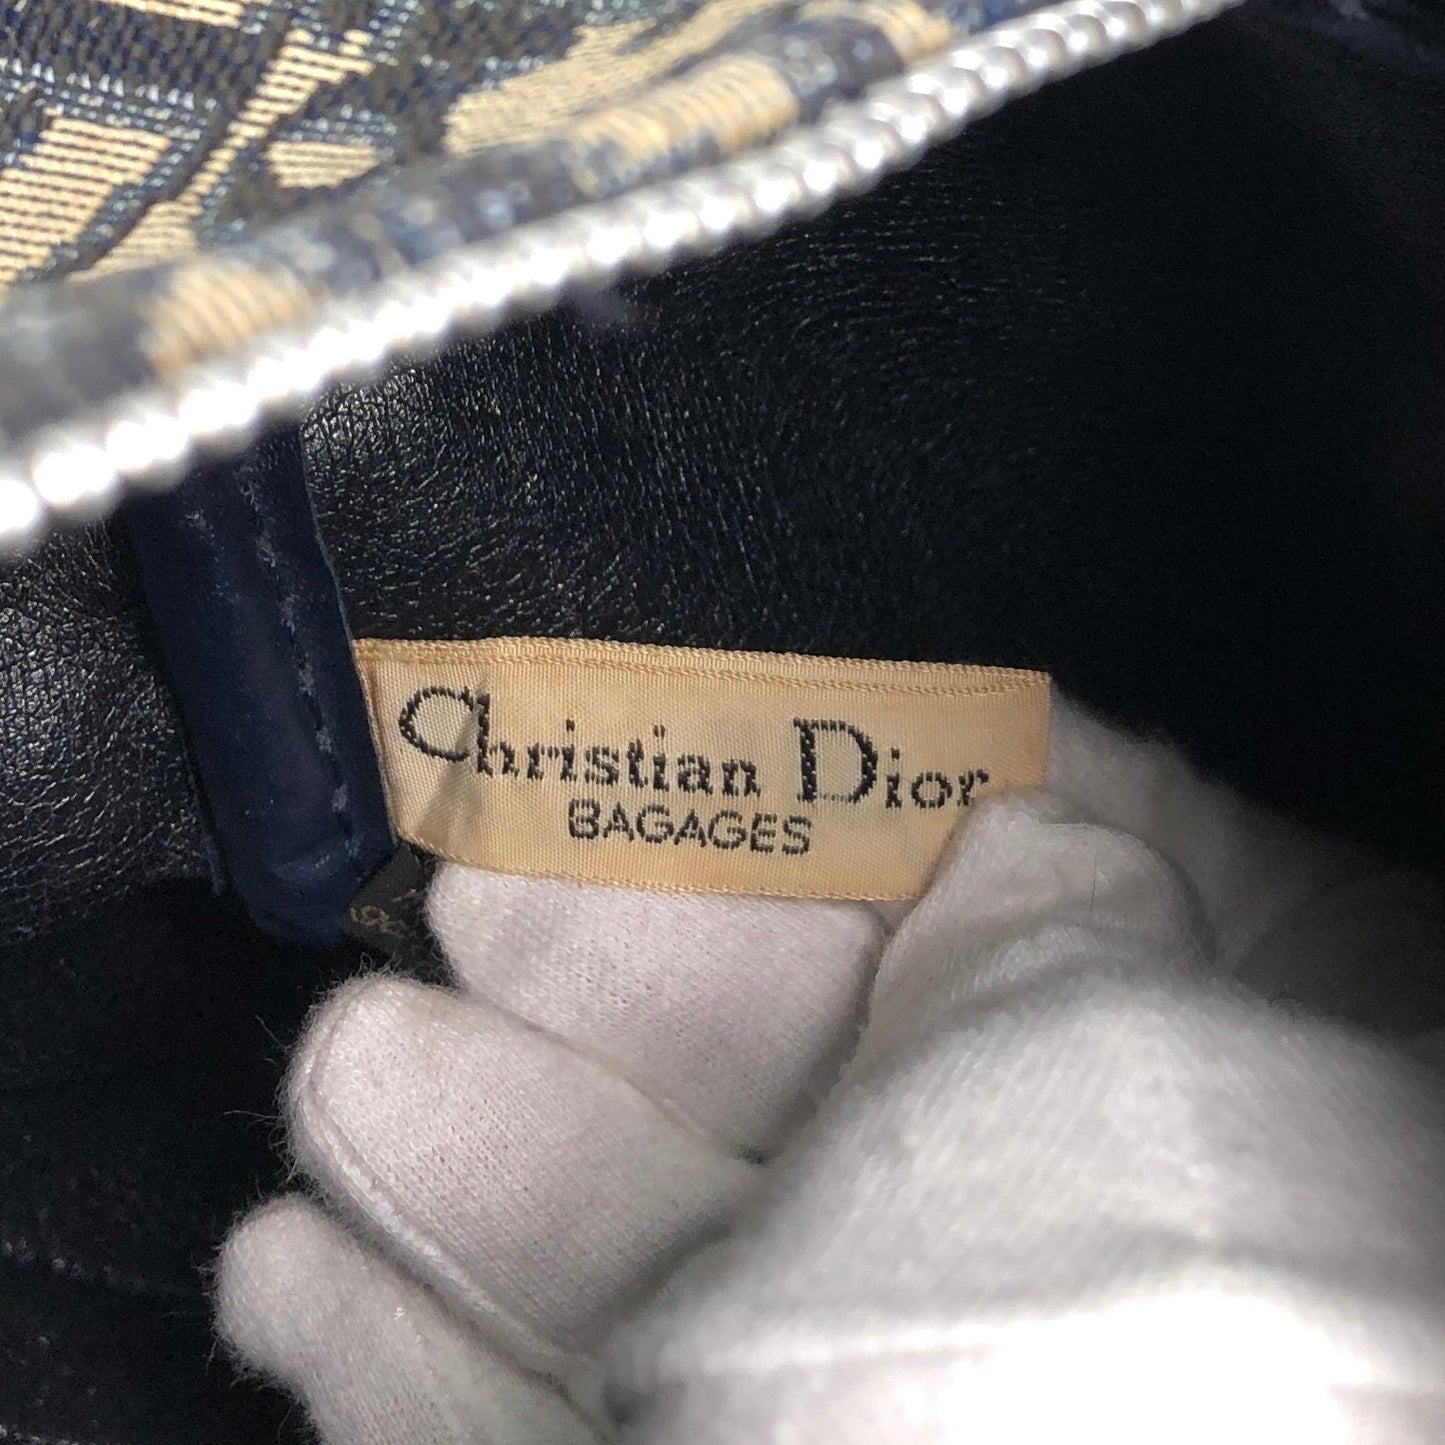 Christian Dior
BAGAGES